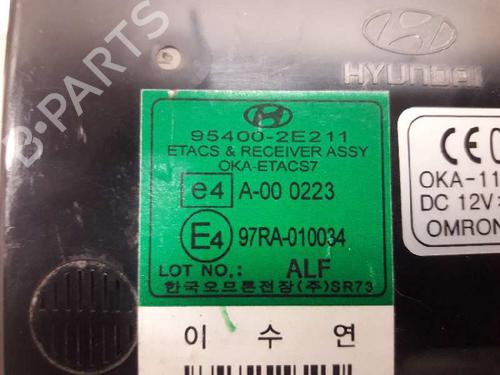 B-PARTS
HYUNDAI
95400-2E211
ETACS & RECEIVER ASSY
OKA-ETACS7
e4 A-00 0223
E4 97RA-010034
LOT NO.: ALF
한국오므론전장(주)SR73
이 수 연
CE
OKA-11
DC 12V
OMRON